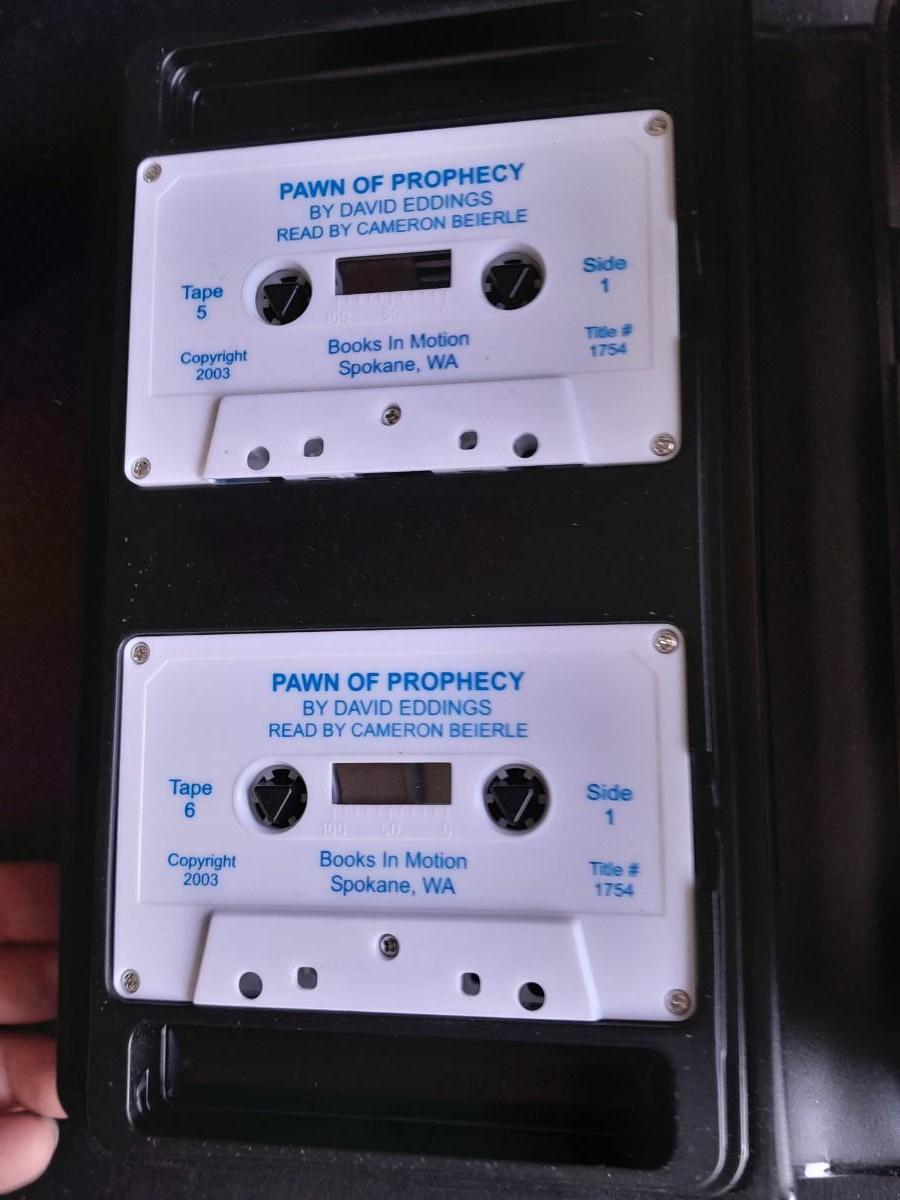 PAWN OF PROPHECY
BY DAVID EDDINGS
READ BY CAMERON BEIERLE
Tape
5
Side
1
Copyright
2003
Books In Motion
Spokane, WA
Title #
1754
100 50 0
PAWN OF PROPHECY
BY DAVID EDDINGS
READ BY CAMERON BEIERLE
Tape
6
Side
1
100 50 0
Copyright
2003
Books In Motion
Spokane, WA
Title #
1754